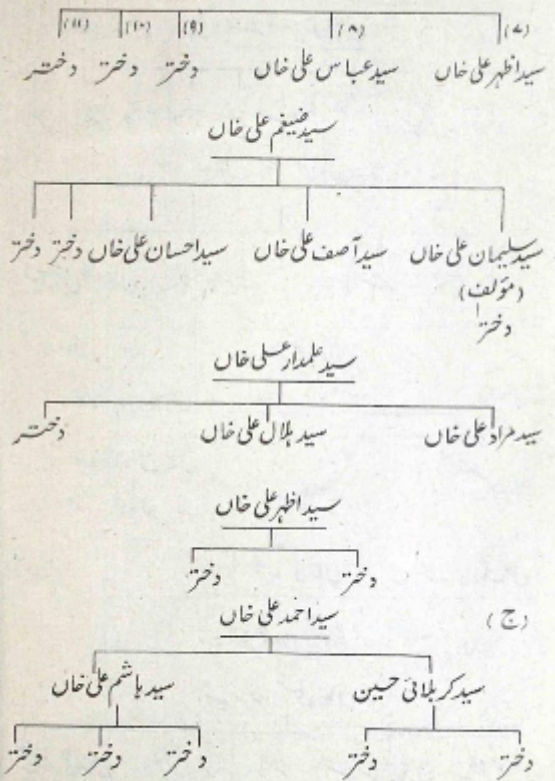 (۷) (۸) (۹) (۱۰) (۱۱)
سید اظہر علی خاں سید عباس علی خاں دختر دختر دختر
سید ضیغم علی خاں
سید سلیمان علی خاں سید آصف علی خاں سید احسان علی خاں دختر دختر
(مؤلف)
دختر
سید علمدار علی خاں
سید مراد علی خاں سید ہلال علی خاں دختر
سید اظہر علی خاں
دختر دختر
(ج) سید احمد علی خاں
سید کربلائی حسین سید ہاشم علی خاں
دختر دختر دختر دختر دختر